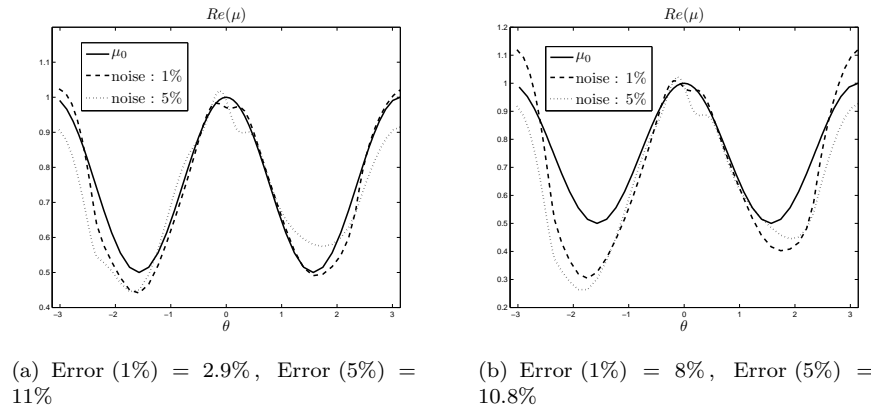 Re(μ)
1.1
1
0.9
0.8
0.7
0.6
0.5
0.4
−3
−2
−1
0
1
2
3
θ
μ0
noise : 1%
noise : 5%
(a) Error (1%) = 2.9% , Error (5%) =
11%
Re(μ)
1.2
1.1
1
0.9
0.8
0.7
0.6
0.5
0.4
0.3
0.2
−3
−2
−1
0
1
2
3
θ
μ0
noise : 1%
noise : 5%
(b) Error (1%) = 8% , Error (5%) =
10.8%